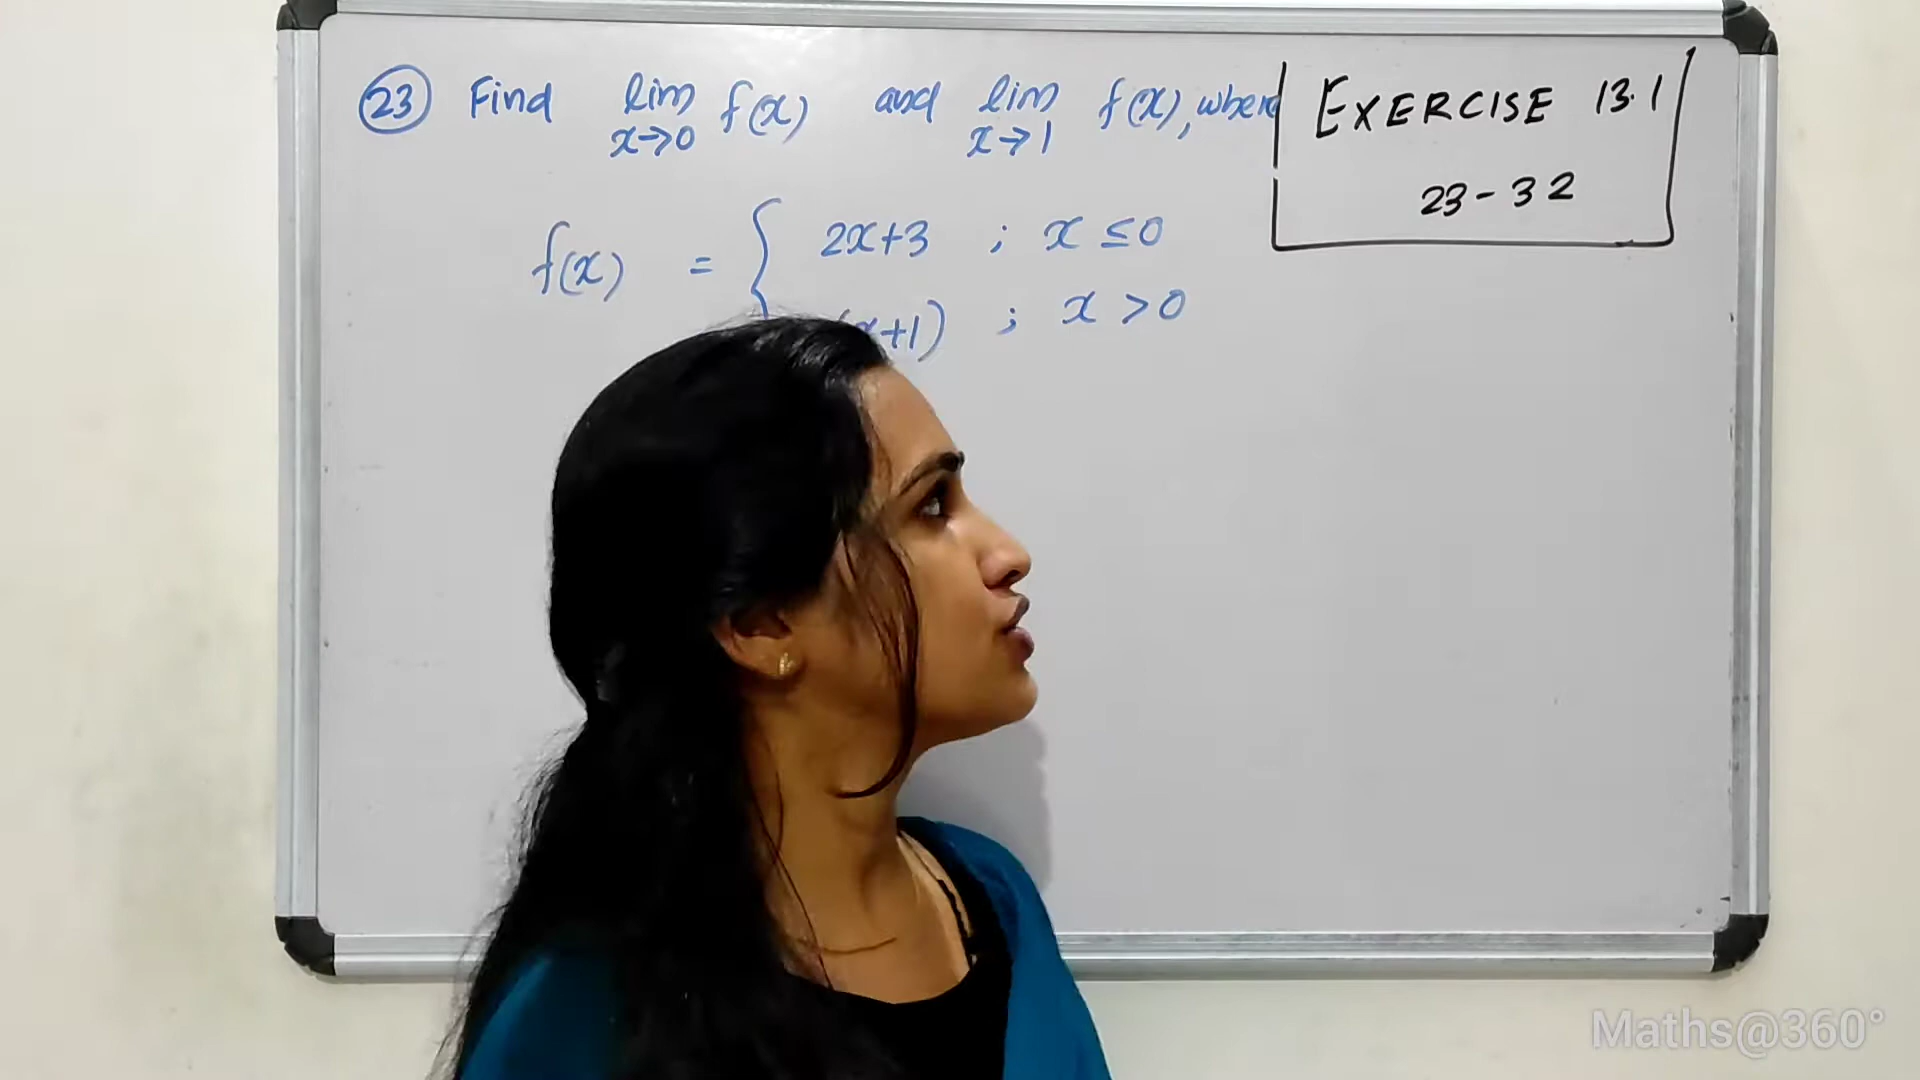 23 Find lim x→0 f(x) and lim x→1 f(x), where
f(x) = { 2x+3 ; x ≤ 0
x+1) ; x > 0
EXERCISE 13.1
23-32
Maths@360°